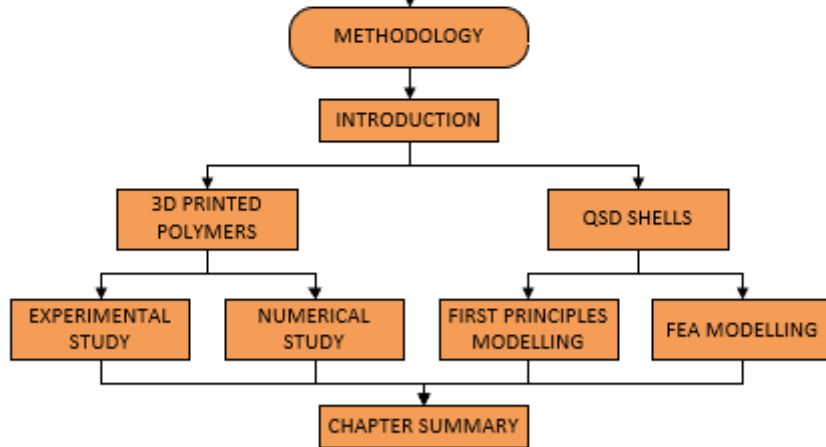 METHODOLOGY
INTRODUCTION
3D PRINTED
POLYMERS
QSD SHELLS
EXPERIMENTAL
STUDY
NUMERICAL
STUDY
FIRST PRINCIPLES
MODELLING
FEA MODELLING
CHAPTER SUMMARY